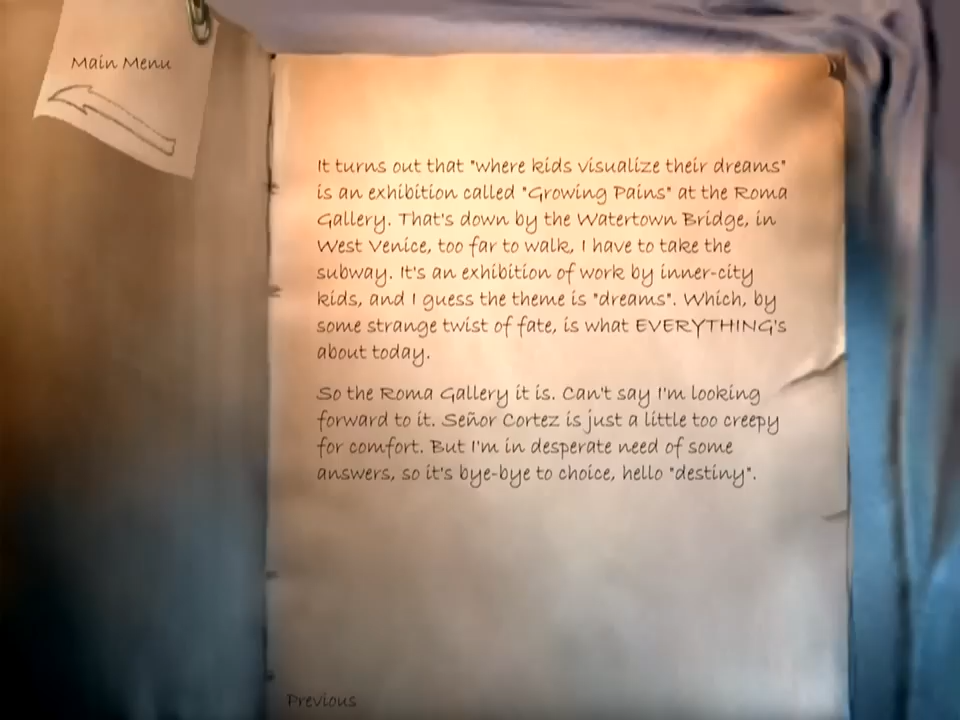 Main Menu
It turns out that "where kids visualize their dreams"
is an exhibition called "Growing Pains" at the Roma
Gallery. That's down by the Watertown Bridge, in
West Venice, too far to walk, I have to take the
subway. It's an exhibition of work by inner-city
kids, and I guess the theme is "dreams". Which, by
some strange twist of fate, is what EVERYTHING's
about today.
So the Roma Gallery it is. Can't say I'm looking
forward to it. Señor Cortez is just a little too creepy
for comfort. But I'm in desperate need of some
answers, so it's bye-bye to choice, hello "destiny".
Previous